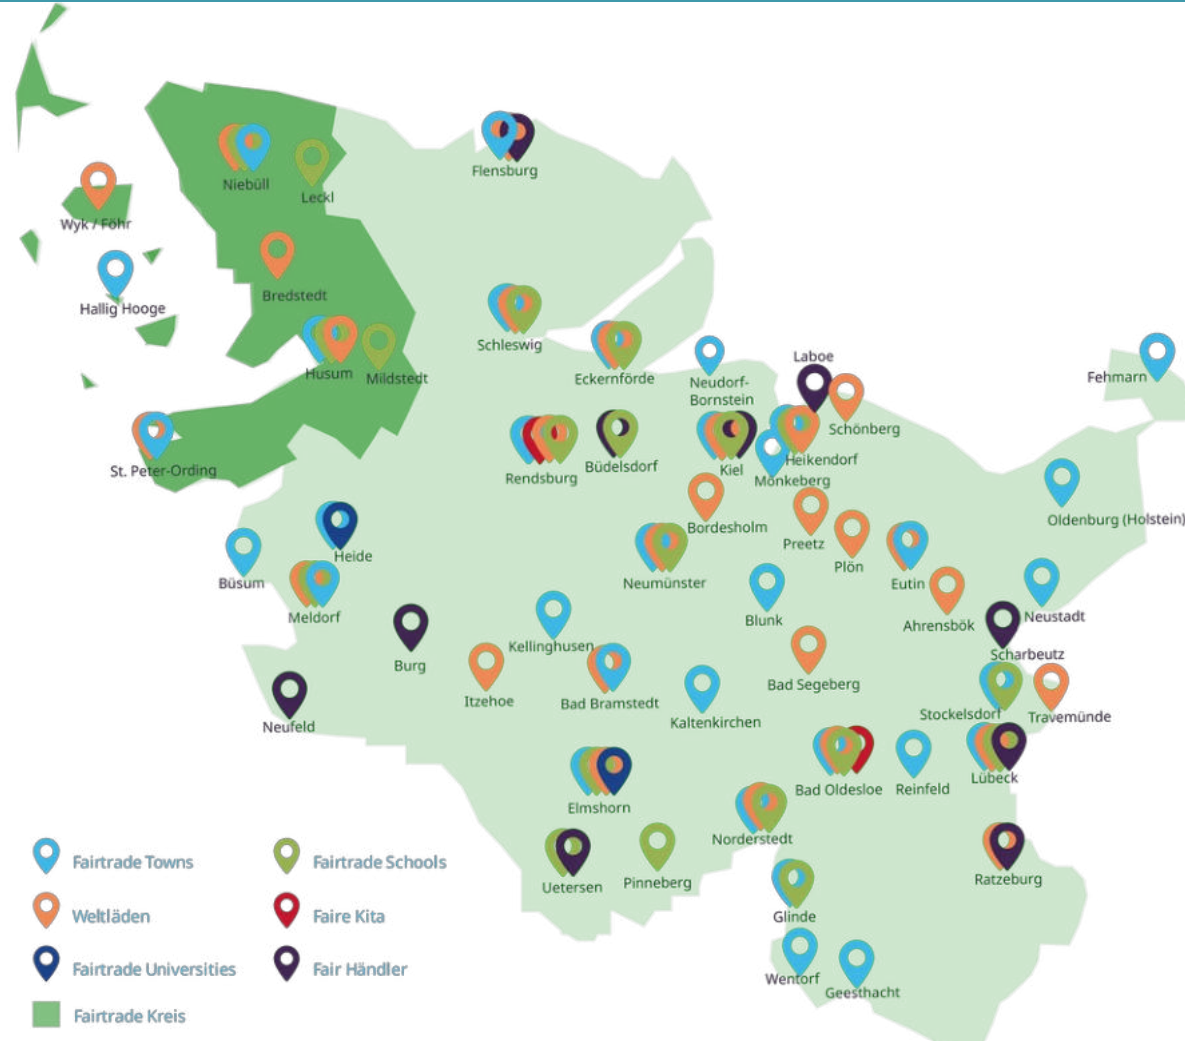 Flensburg
Niebüll
Leckl
Wyk / Föhr
Bredstedt
Hallig Hooge
Schleswig
Laboe
Husum
Mildstedt
Eckernförde
Neudorf-
Bornstein
Fehmarn
Schönberg
St. Peter-Ording
Rendsburg
Büdelsdorf
Kiel
Heikendorf
Mönkeberg
Oldenburg (Holstein)
Bordesholm
Preetz
Plön
Heide
Büsum
Neumünster
Eutin
Meldorf
Blunk
Ahrensbök
Neustadt
Kellinghusen
Scharbeutz
Burg
Itzehoe
Bad Bramstedt
Bad Segeberg
Neufeld
Kaltenkirchen
Stockelsdorf
Travemünde
Lübeck
Bad Oldesloe
Reinfeld
Elmshorn
Norderstedt
Uetersen
Pinneberg
Ratzeburg
Glinde
Wentorf
Geesthacht
Fairtrade Towns
Fairtrade Schools
Weltläden
Faire Kita
Fairtrade Universities
Fair Händler
Fairtrade Kreis